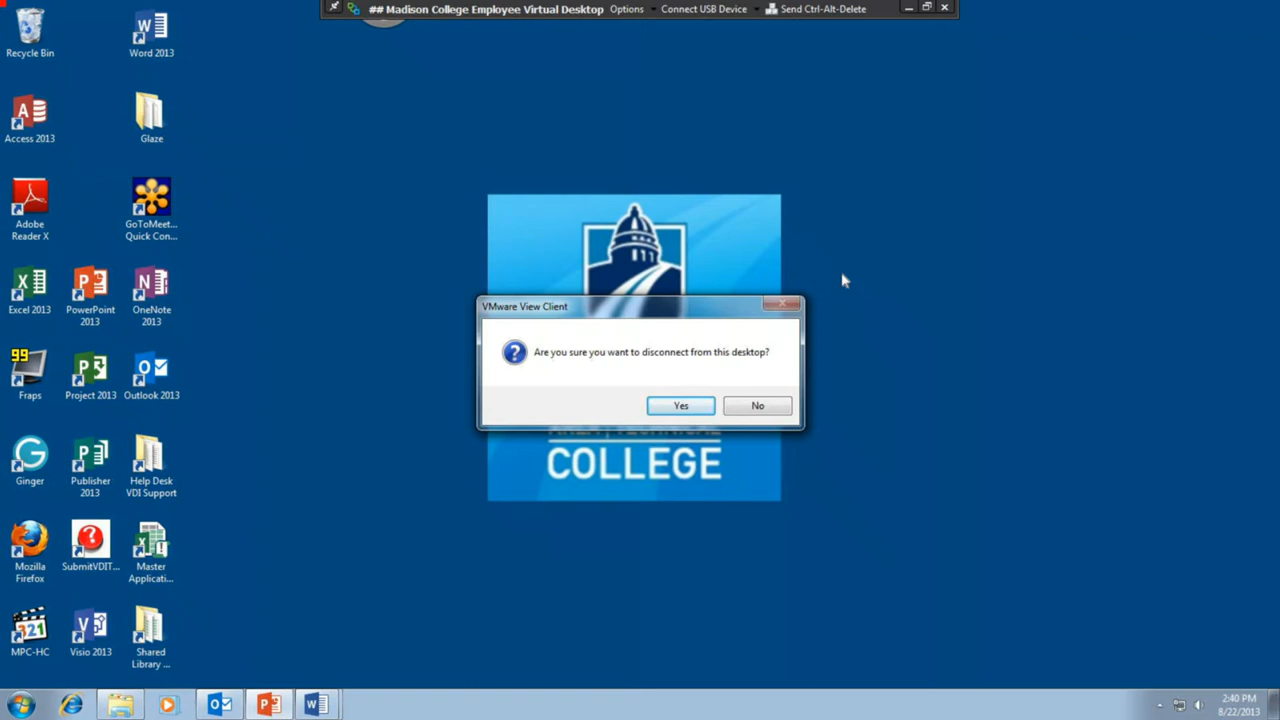 ## Madison College Employee Virtual Desktop Options Connect USB Device Send Ctrl-Alt-Delete
Recycle Bin
Word 2013
Access 2013
Glaze
Adobe
Reader X
GoToMeet...
Quick Con...
Excel 2013
PowerPoint
2013
OneNote
2013
VMware View Client
Are you sure you want to disconnect from this desktop?
Yes
No
99
Fraps
Project 2013
Outlook 2013
COLLEGE
Ginger
Publisher
2013
Help Desk
VDI Support
Mozilla
Firefox
SubmitVDIT...
Master
Applicatio...
321
MPC-HC
Visio 2013
Shared
Library ...
2:40 PM
8/22/2013